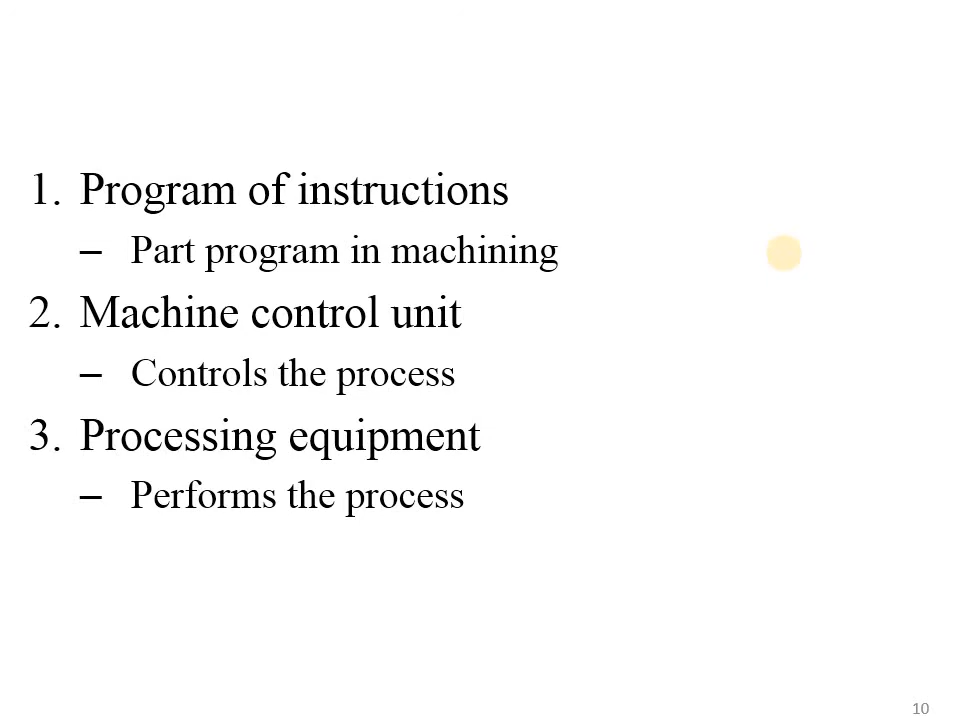 1. Program of instructions
– Part program in machining
2. Machine control unit
– Controls the process
3. Processing equipment
– Performs the process
10